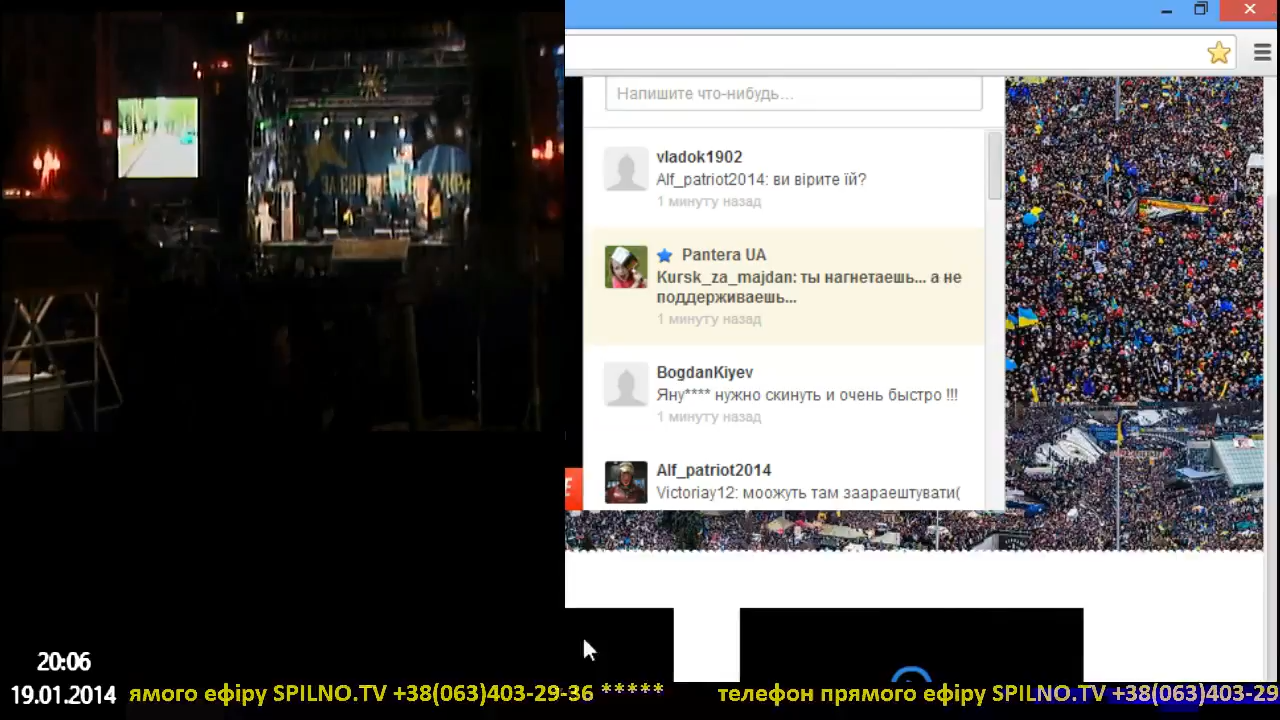 Напишите что-нибудь...
vladok1902
Alf_patriot2014: ви вірите їй?
1 минуту назад
Pantera UA
Kursk_za_majdan: ты нагнетаешь... а не
поддерживаешь...
1 минуту назад
BogdanKiyev
Яну**** нужно скинуть и очень быстро !!!
1 минуту назад
Alf_patriot2014
Victoriay12: моожуть там заараештувати(
E
20:06
19.01.2014
ямого ефіру SPILNO.TV +38(063)403-29-36 ***** телефон прямого ефіру SPILNO.TV +38(063)403-29